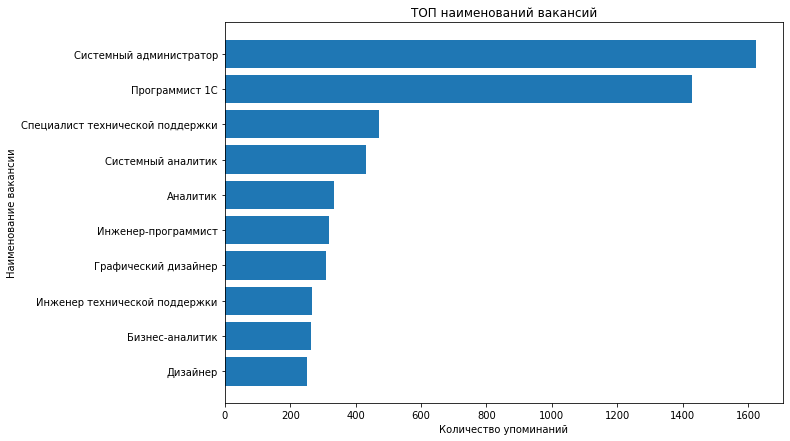 ТОП наименований вакансий
Наименование вакансии
Системный администратор
Программист 1С
Специалист технической поддержки
Системный аналитик
Аналитик
Инженер-программист
Графический дизайнер
Инженер технической поддержки
Бизнес-аналитик
Дизайнер
0 200 400 600 800 1000 1200 1400 1600
Количество упоминаний